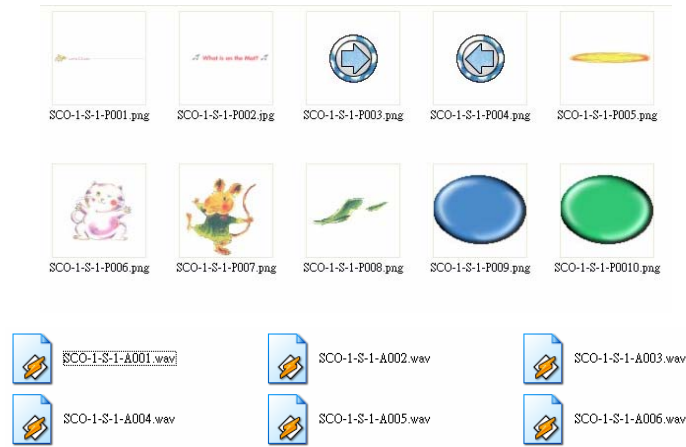 What is on the Mat?
SCO-1-S-1-P001.png SCO-1-S-1-P002.jpg SCO-1-S-1-P003.png SCO-1-S-1-P004.png SCO-1-S-1-P005.png
SCO-1-S-1-P006.png SCO-1-S-1-P007.png SCO-1-S-1-P008.png SCO-1-S-1-P009.png SCO-1-S-1-P0010.png
SCO-1-S-1-A001.wav SCO-1-S-1-A002.wav SCO-1-S-1-A003.wav
SCO-1-S-1-A004.wav SCO-1-S-1-A005.wav SCO-1-S-1-A006.wav